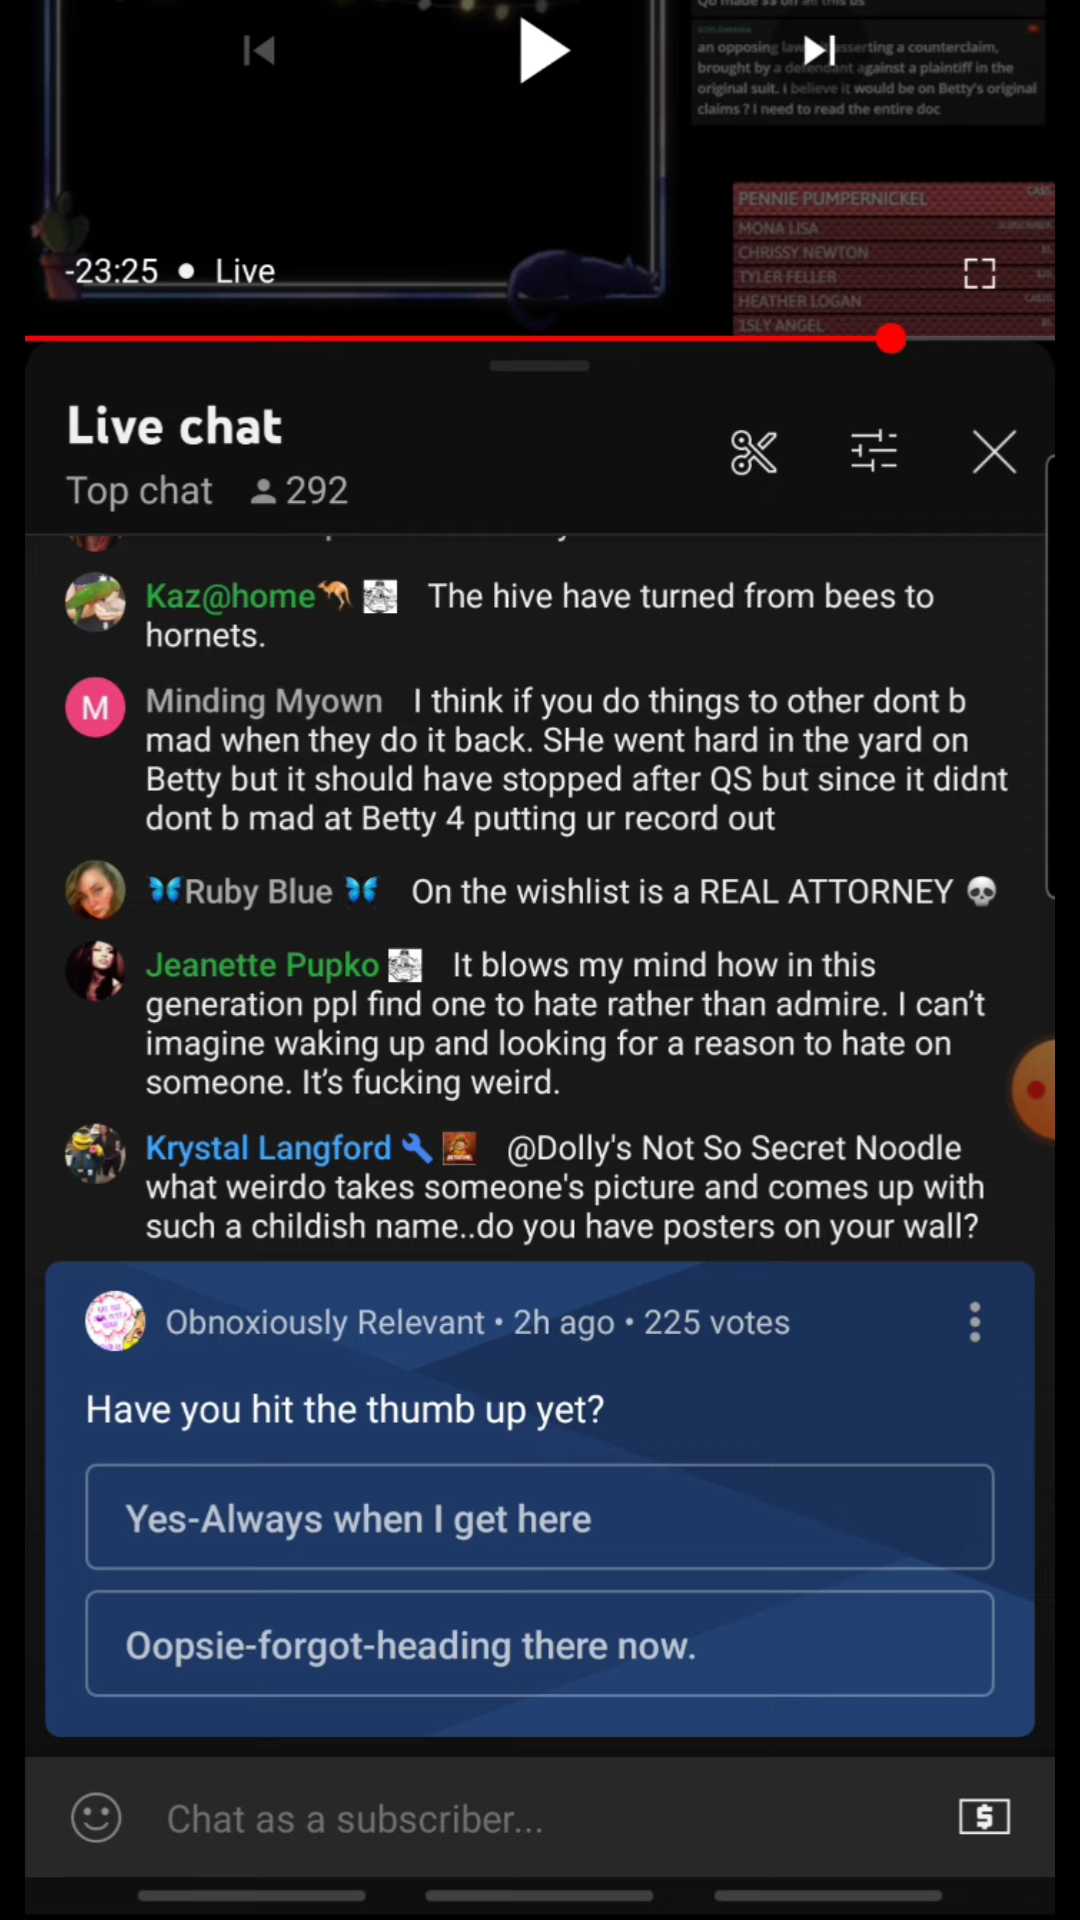 an opposing
asserting a counterclaim,
brought by a defendant against a plaintiff in the
original suit. i believe it would be on Betty's original
claims ? I need to read the entire doc
PENNIE PUMPERNICKEL
MONA LISA
CHRISSY NEWTON
TYLER FELLER
HEATHER LOGAN
1SLY ANGEL
-23:25 • Live
Live chat
Top chat 292
Kaz@home The hive have turned from bees to
hornets.
M Minding Myown I think if you do things to other dont b
mad when they do it back. SHe went hard in the yard on
Betty but it should have stopped after QS but since it didnt
dont b mad at Betty 4 putting ur record out
🦋Ruby Blue 🦋 On the wishlist is a REAL ATTORNEY 💀
Jeanette Pupko It blows my mind how in this
generation ppl find one to hate rather than admire. I can’t
imagine waking up and looking for a reason to hate on
someone. It’s fucking weird.
Krystal Langford @Dolly's Not So Secret Noodle
what weirdo takes someone's picture and comes up with
such a childish name..do you have posters on your wall?
Obnoxiously Relevant • 2h ago • 225 votes
Have you hit the thumb up yet?
Yes-Always when I get here
Oopsie-forgot-heading there now.
Chat as a subscriber...